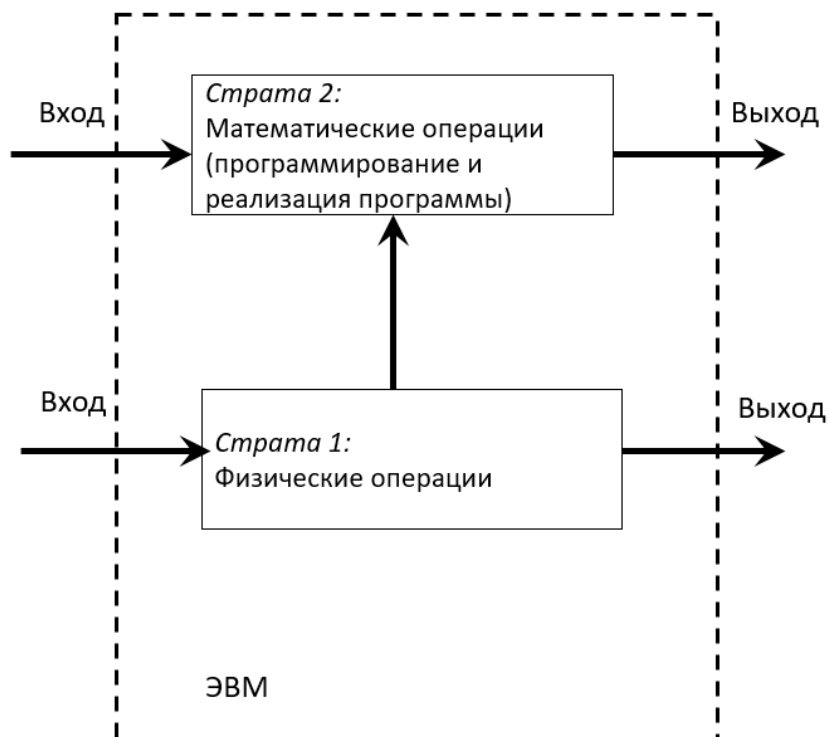 Страта 2:
Вход
Математические операции
Выход
(программирование и
реализация программы)
Вход
Выход
Страта 1:
Физические операции
ЭВМ